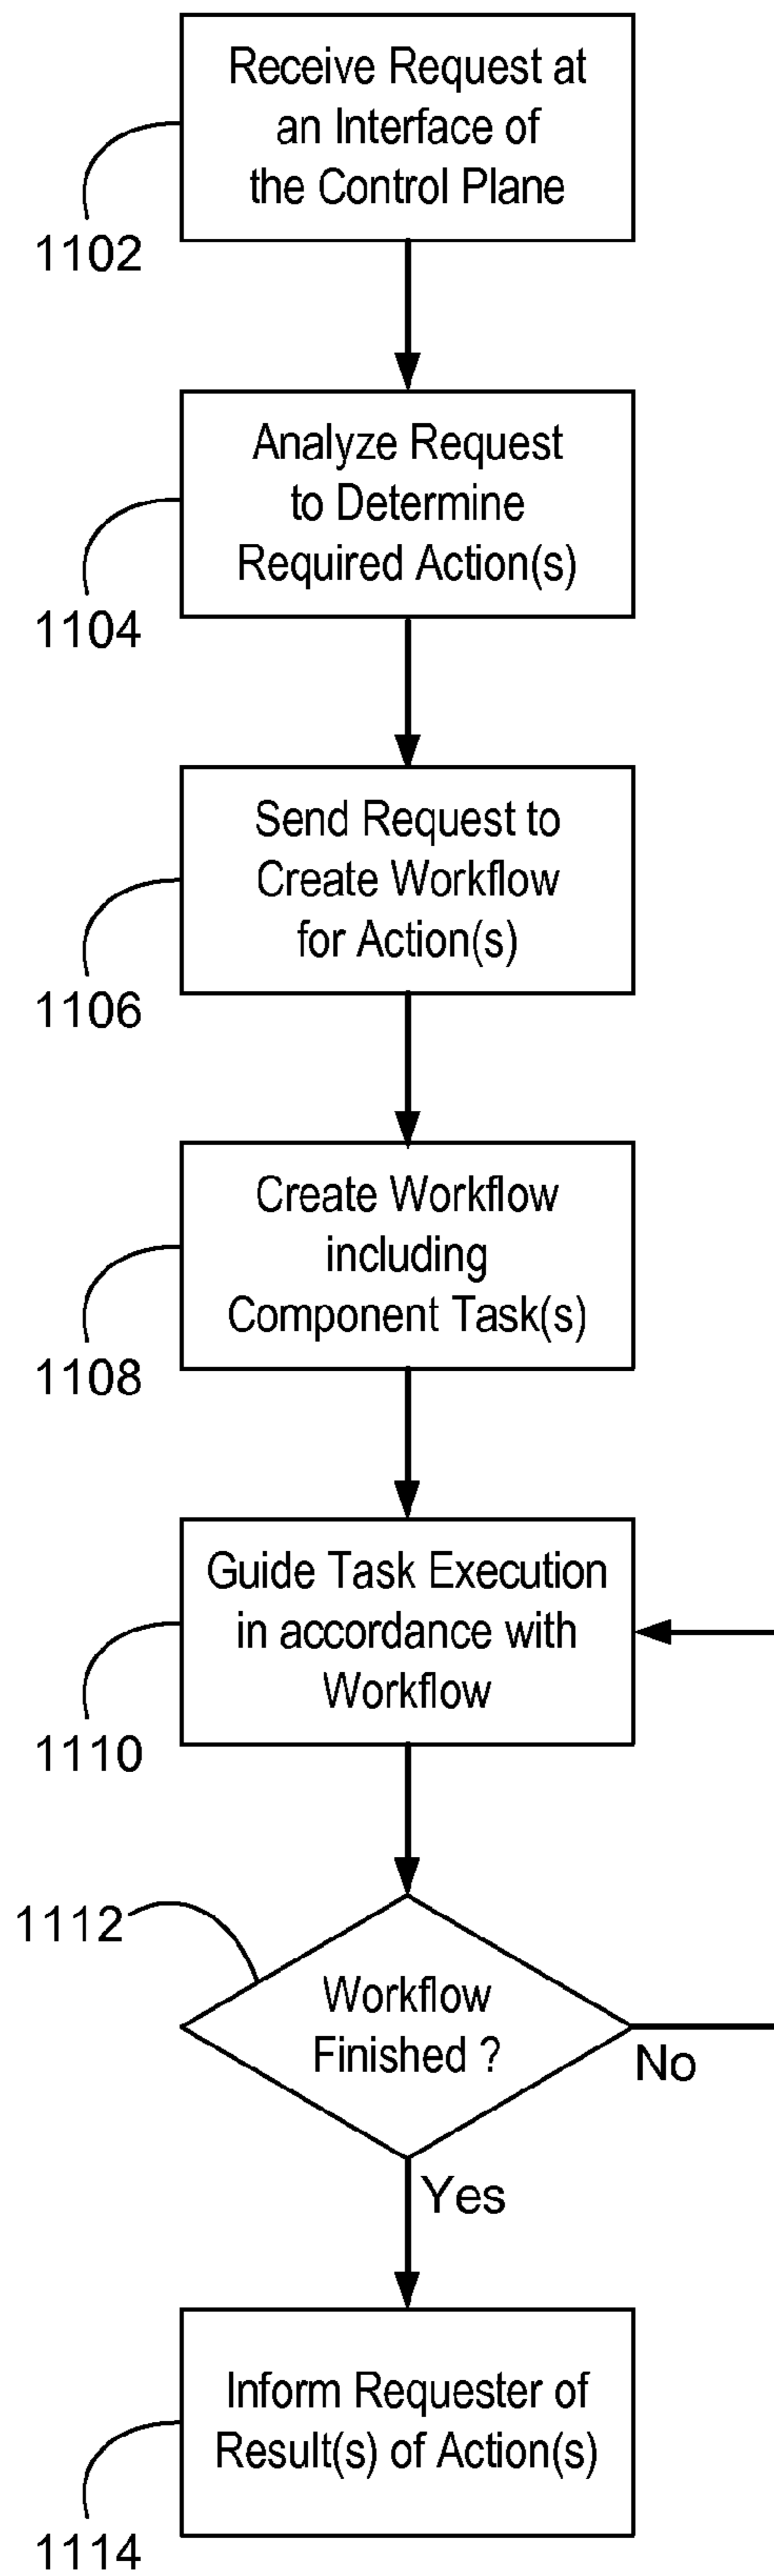 Receive Request at
an Interface of
the Control Plane
1102
Analyze Request
to Determine
Required Action(s)
1104
Send Request to
Create Workflow
for Action(s)
1106
Create Workflow
including
Component Task(s)
1108
Guide Task Execution
in accordance with
Workflow
1110
1112
Workflow
Finished ?
No
Yes
Inform Requester of
Result(s) of Action(s)
1114